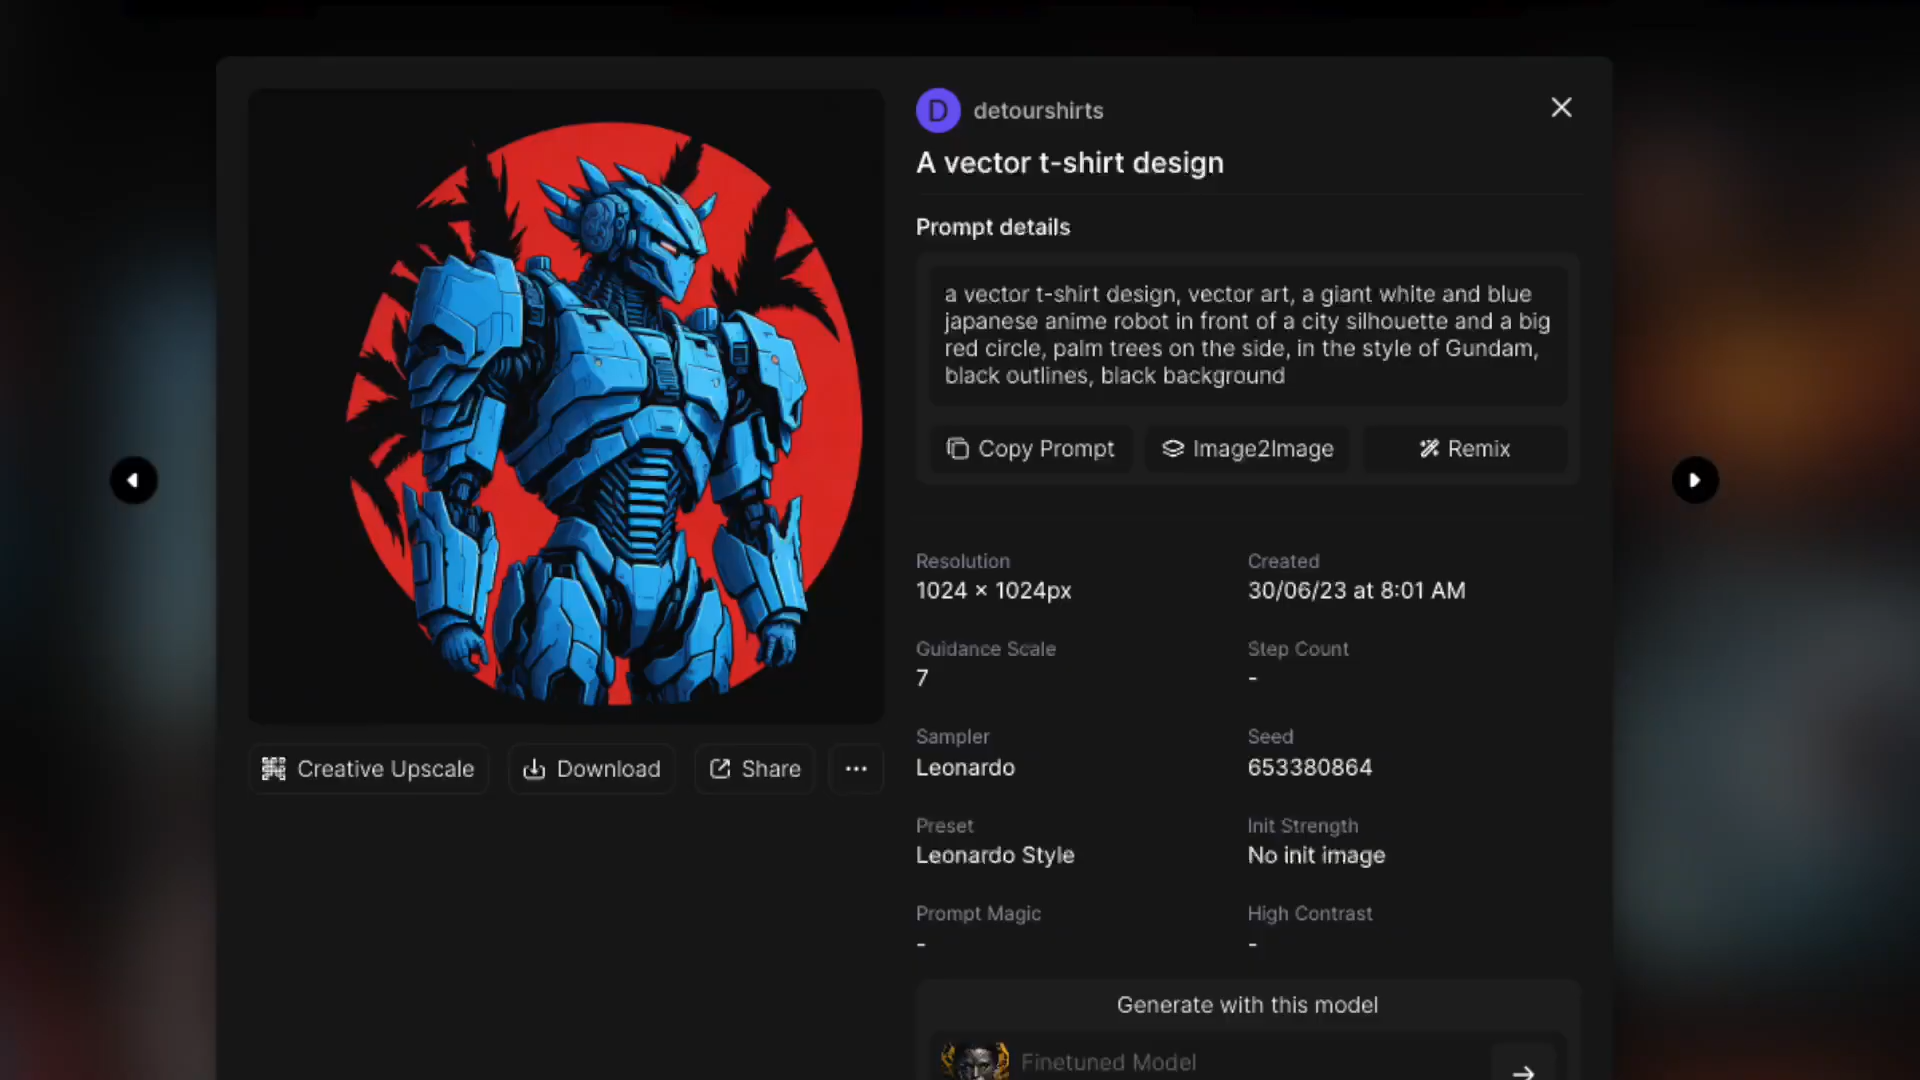 D detourshirts
A vector t-shirt design
Prompt details
a vector t-shirt design, vector art, a giant white and blue
japanese anime robot in front of a city silhouette and a big
red circle, palm trees on the side, in the style of Gundam,
black outlines, black background
Copy Prompt Image2Image Remix
Resolution Created
1024 × 1024px 30/06/23 at 8:01 AM
Guidance Scale Step Count
7 -
Sampler Seed
Leonardo 653380864
Preset Init Strength
Leonardo Style No init image
Prompt Magic High Contrast
- -
Generate with this model
Finetuned Model
Creative Upscale Download Share